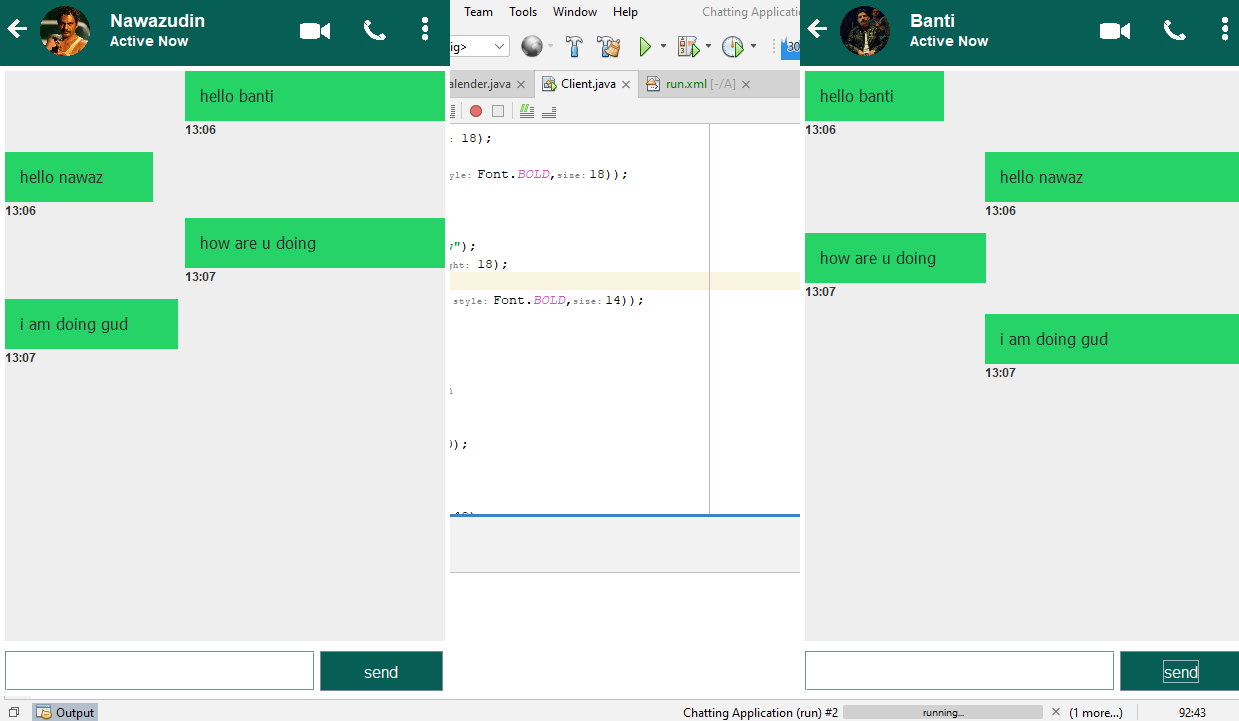 Nawazudin
Active Now
hello banti
13:06
hello nawaz
13:06
how are u doing
13:07
i am doing gud
13:07
send
Team Tools Window Help Chatting Applicatio
ig>
30
alender.java Client.java run.xml [-/A]
: 18);
yle: Font.BOLD,size:18));
");
ght: 18);
style: Font.BOLD,size:14));
));
Banti
Active Now
hello banti
13:06
hello nawaz
13:06
how are u doing
13:07
i am doing gud
13:07
send
Output
Chatting Application (run) #2 running... (1 more...) 92:43